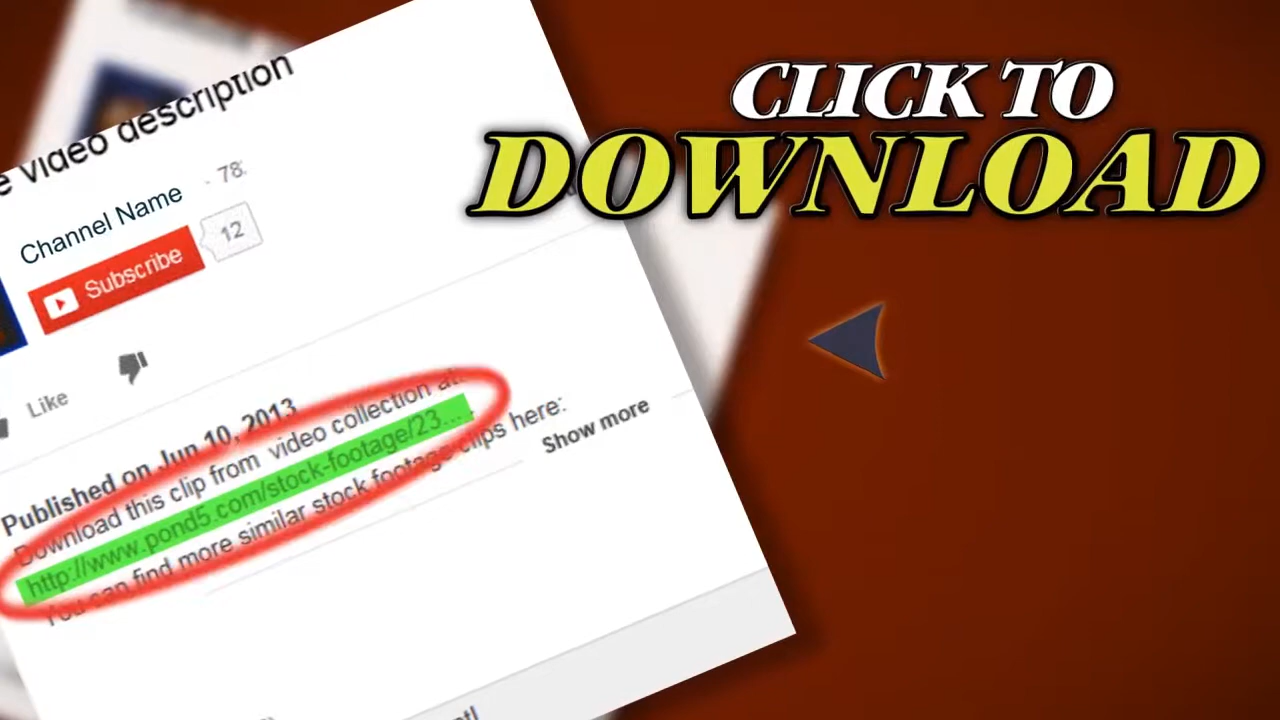 CLICK TO
DOWNLOAD
video description
Channel Name
Subscribe
12
Like
Published on Jun 10, 2013
Download this clip from video collection at:
http://www.pond5.com/stock-footage/23...
You can find more similar stock footage clips here:
Show more